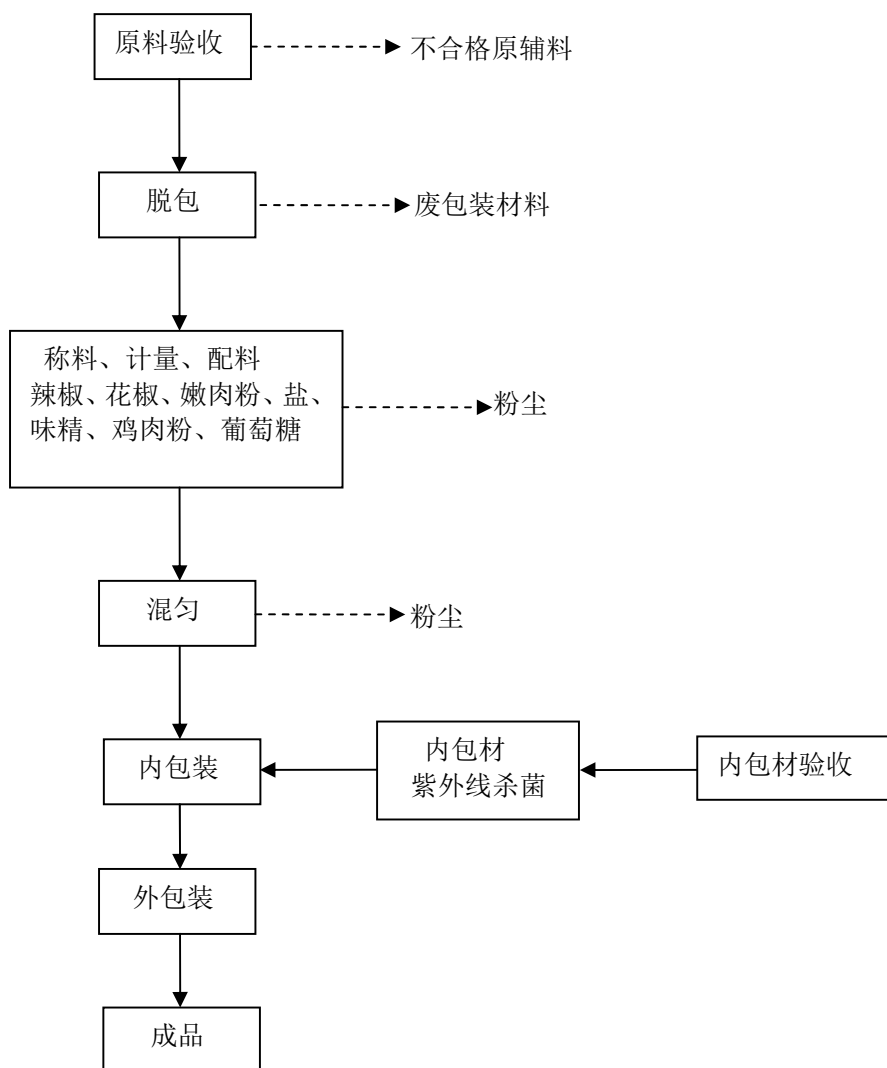 原料验收
不合格原辅料
脱包
废包装材料
称料、计量、配料
辣椒、花椒、嫩肉粉、盐、
味精、鸡肉粉、葡萄糖
粉尘
混匀
粉尘
内包装
内包材
紫外线杀菌
内包材验收
外包装
成品